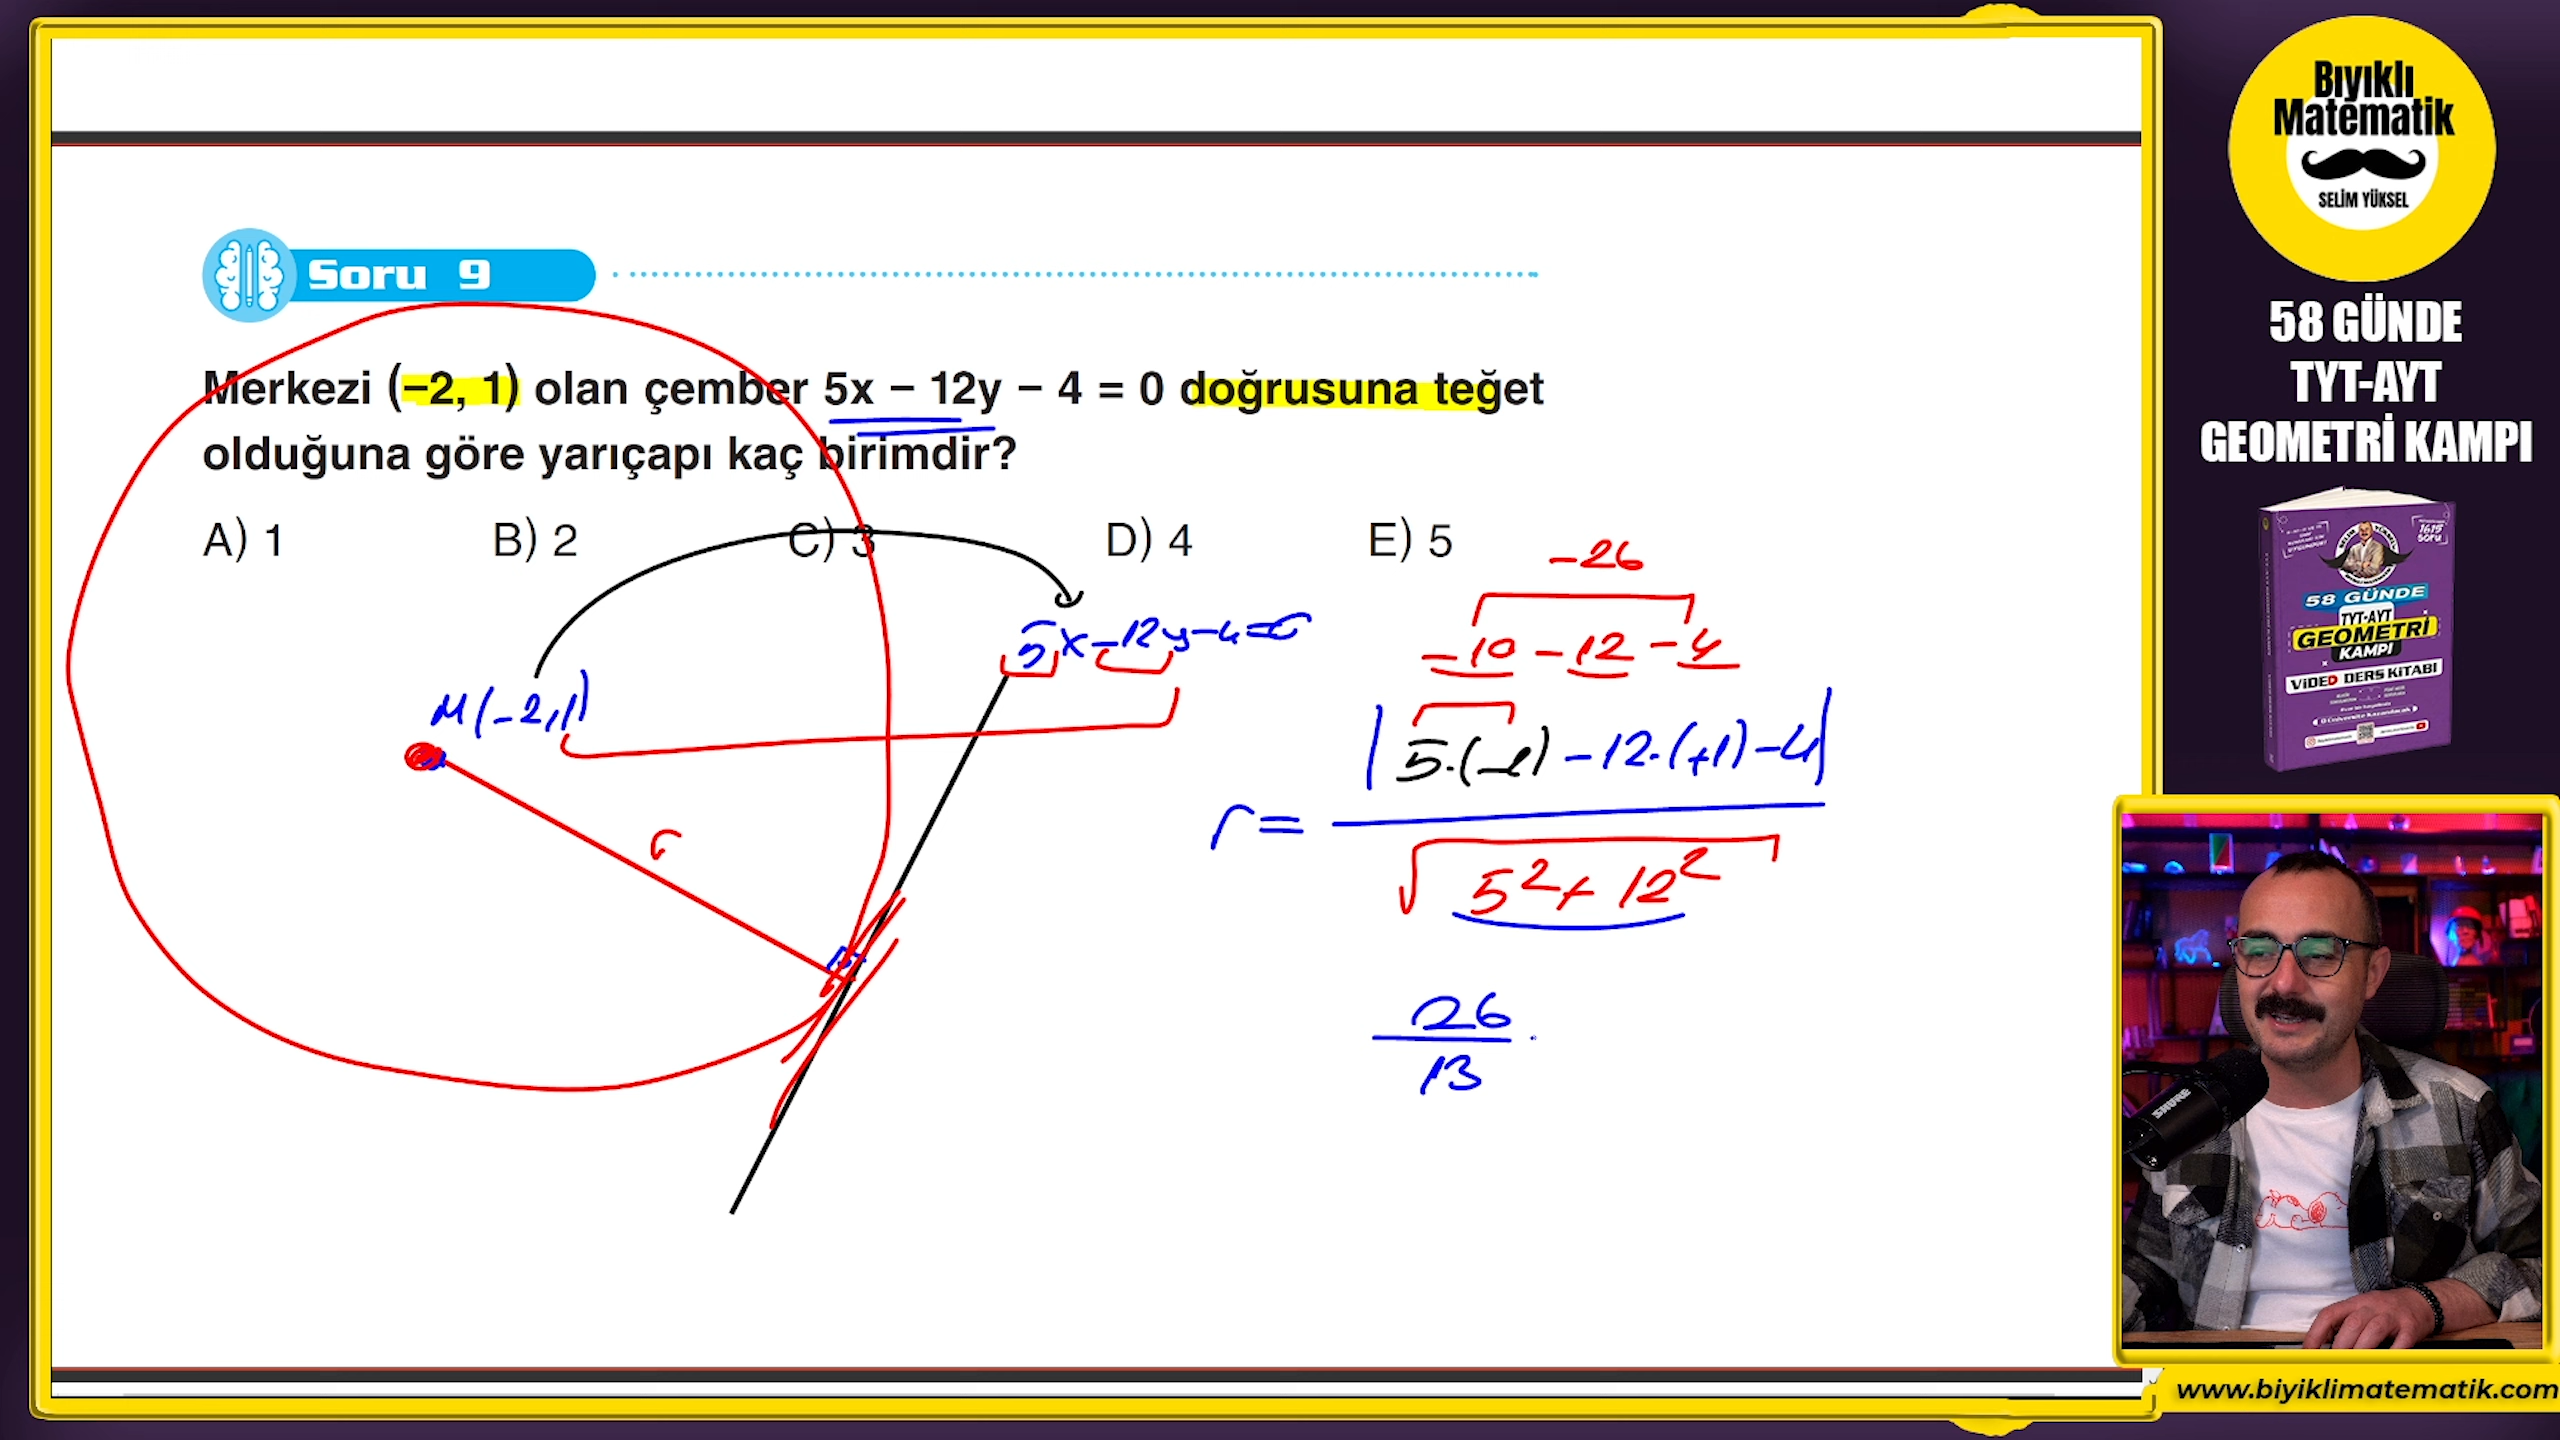 Soru 9
Merkezi (−2, 1) olan çember 5x − 12y − 4 = 0 doğrusuna teğet
olduğuna göre yarıçapı kaç birimdir?
A) 1 B) 2 C) 3 D) 4 E) 5
-26
5x-12y-4=0
-10-12-4
M(-2,1)
|5.(-2)-12.(+1)-4|
r=
√5²+12²
r
26
13
Bıyıklı
Matematik
SELİM YÜKSEL
58 GÜNDE
TYT-AYT
GEOMETRİ KAMPI
1615
SORU
58 GÜNDE
TYT-AYT
GEOMETRİ
KAMPI
VİDEO DERS KİTABI
SHURE
www.biyiklimatematik.com